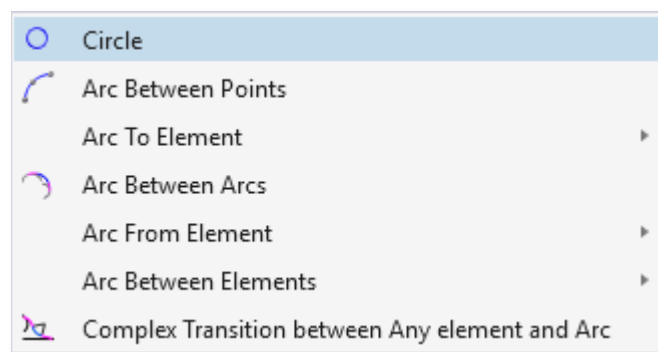 Circle
Arc Between Points
Arc To Element
Arc Between Arcs
Arc From Element
Arc Between Elements
Complex Transition between Any element and Arc